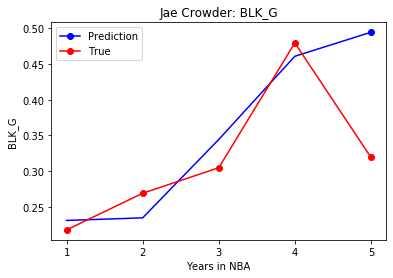 Jae Crowder: BLK_G
Prediction
True
0.50
0.45
0.40
0.35
0.30
0.25
BLK_G
1 2 3 4 5
Years in NBA